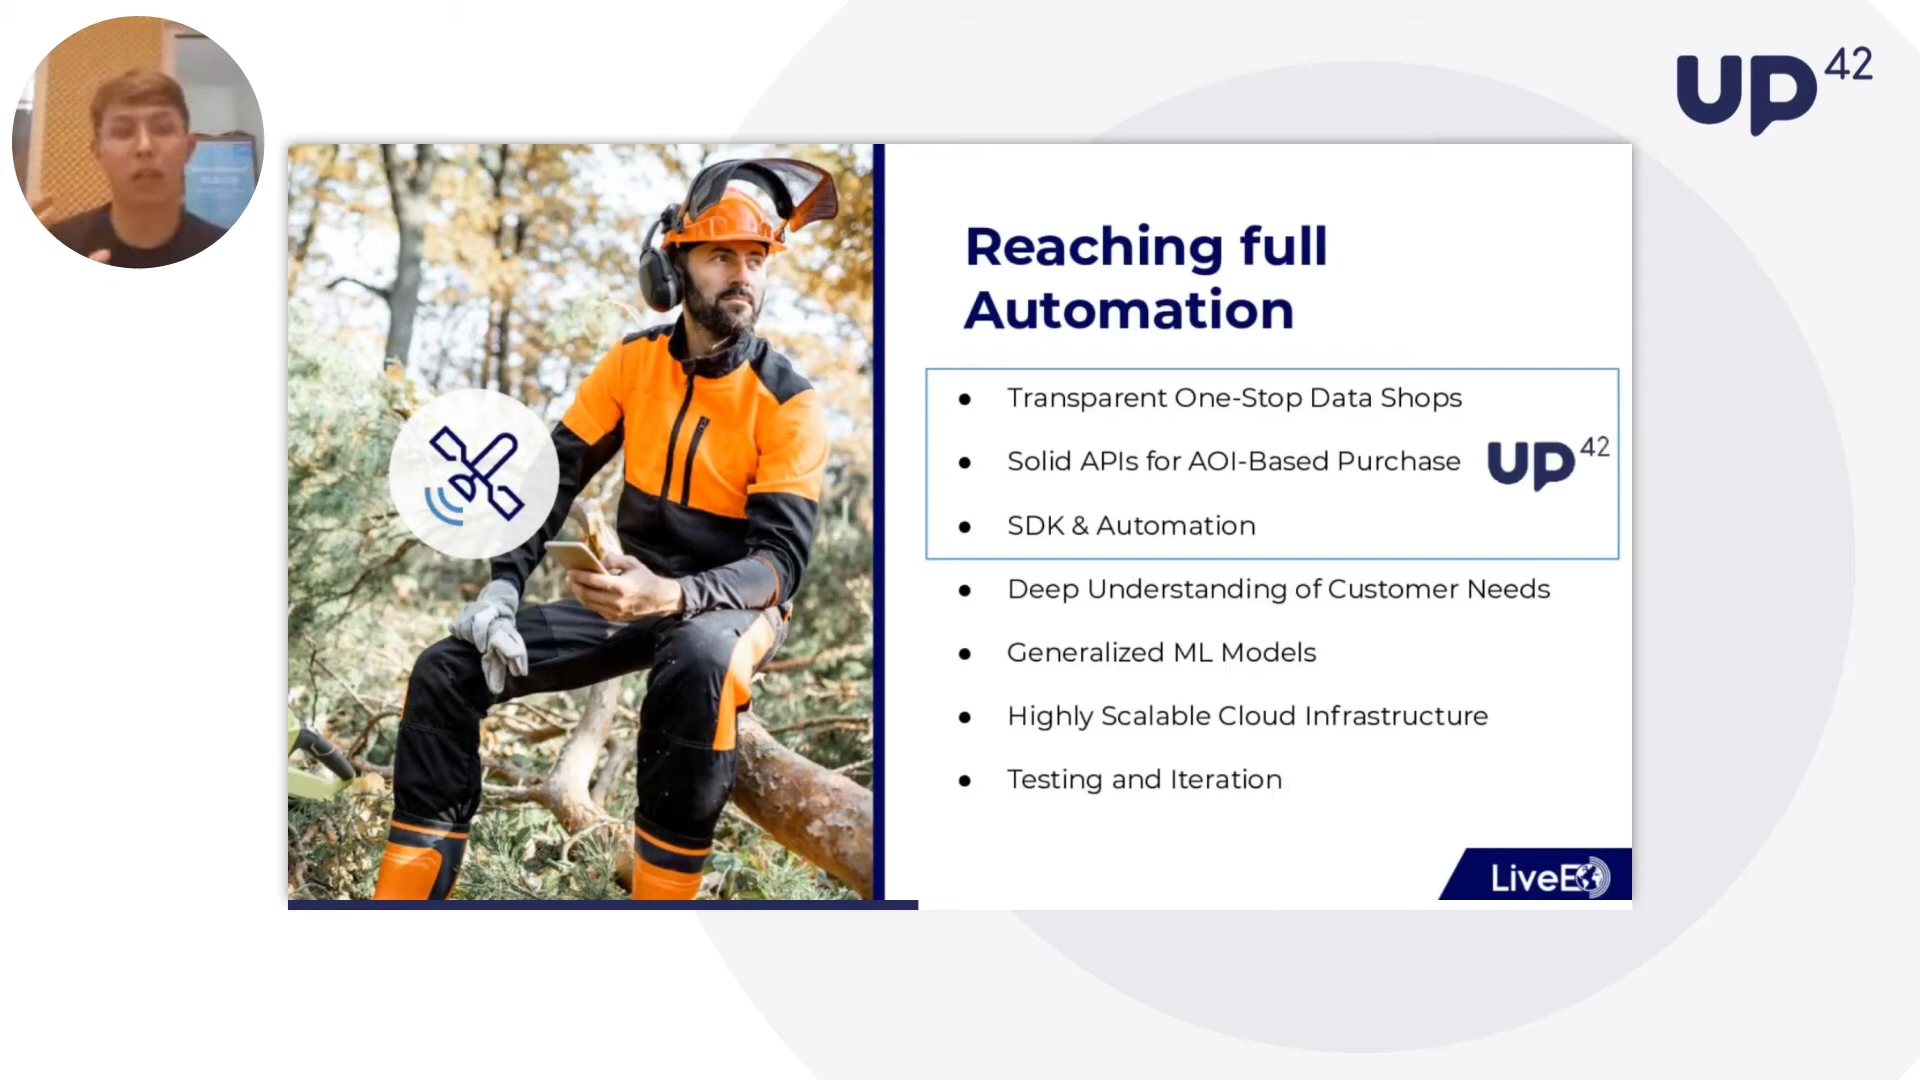 UP42
Reaching full
Automation
● Transparent One-Stop Data Shops
● Solid APIs for AOI-Based Purchase UP42
● SDK & Automation
● Deep Understanding of Customer Needs
● Generalized ML Models
● Highly Scalable Cloud Infrastructure
● Testing and Iteration
LiveEO